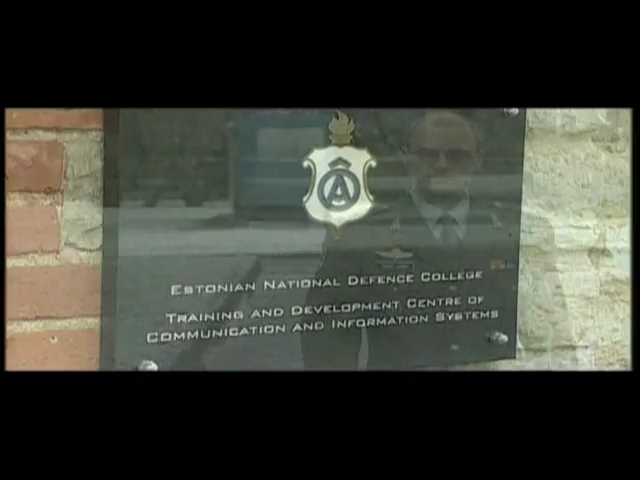 Estonian National Defence College
Training and Development Centre of
Communication and Information Systems